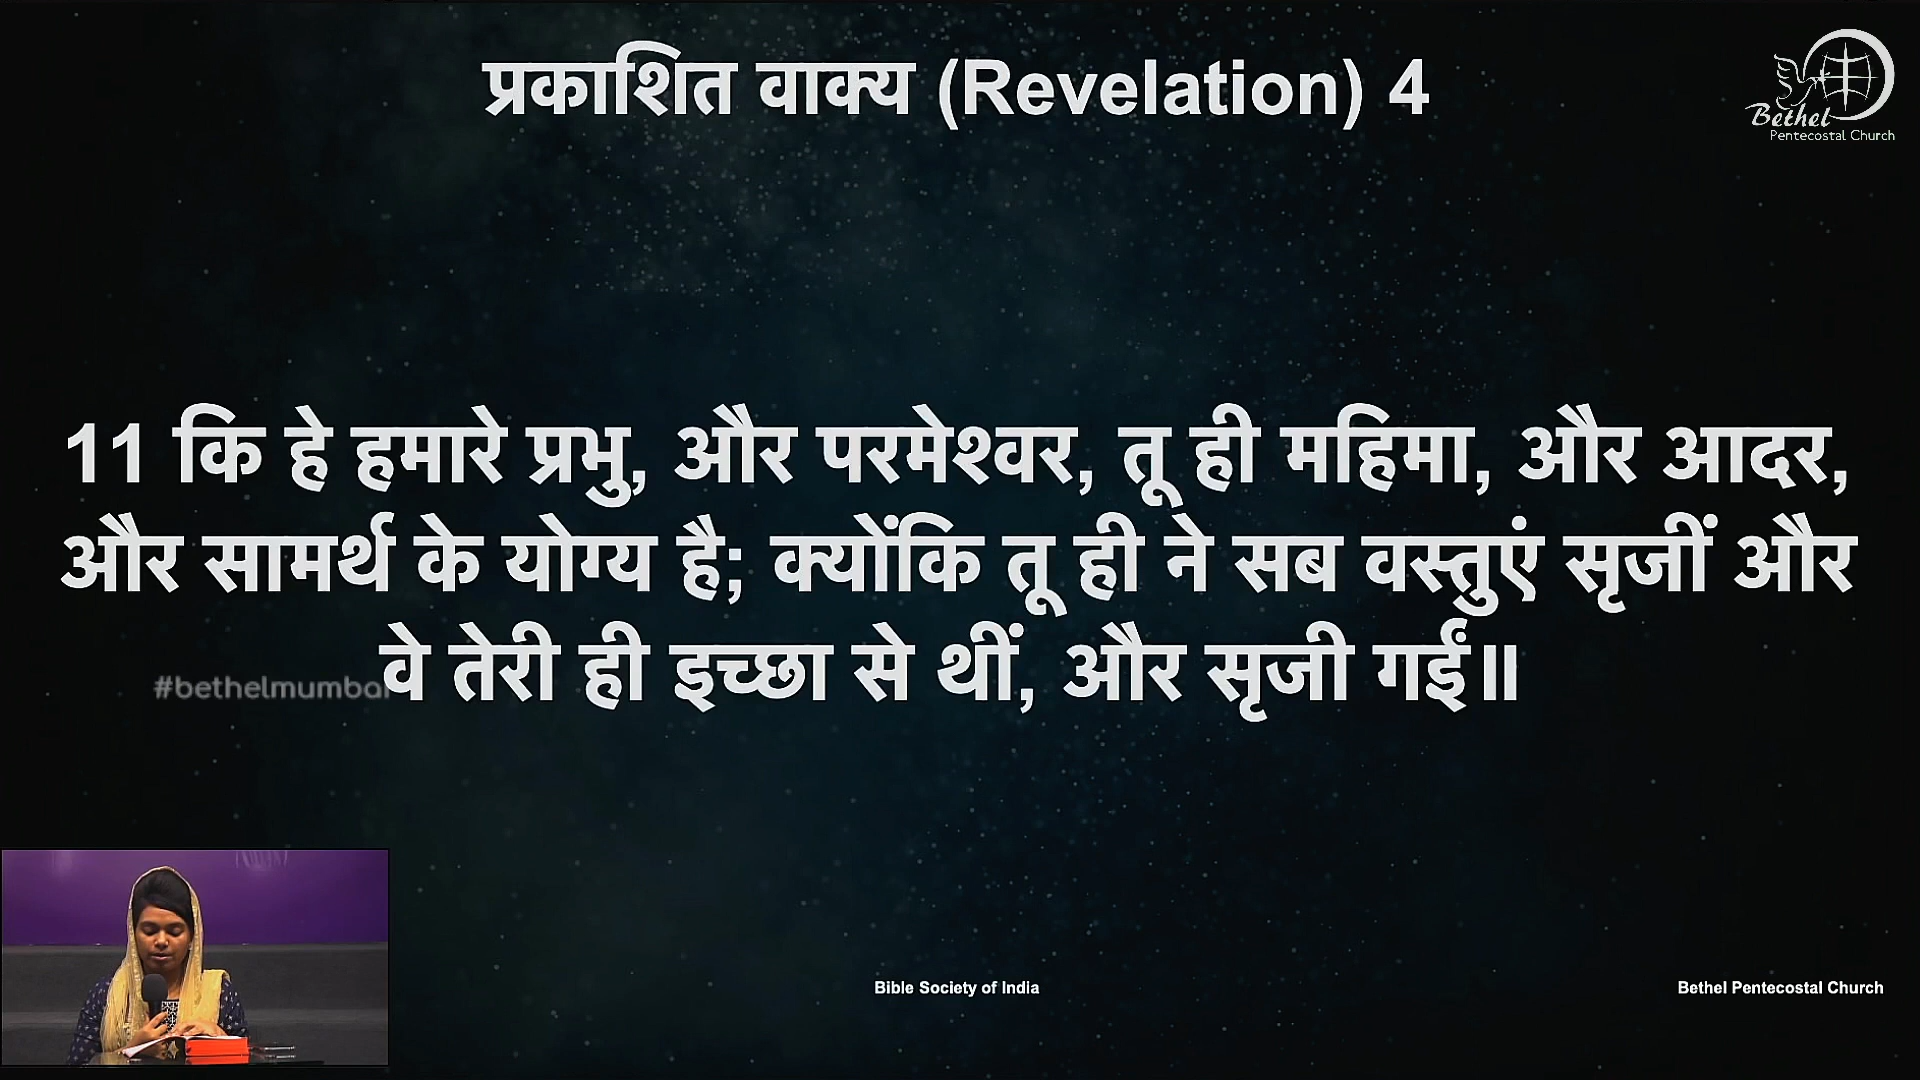 प्रकाशित वाक्य (Revelation) 4
Bethel
Pentecostal Church
11 कि हे हमारे प्रभु, और परमेश्वर, तू ही महिमा, और आदर,
और सामर्थ के योग्य है; क्योंकि तू ही ने सब वस्तुएं सृजीं और
वे तेरी ही इच्छा से थीं, और सृजी गईं॥
#bethelmumbai
Bible Society of India
Bethel Pentecostal Church